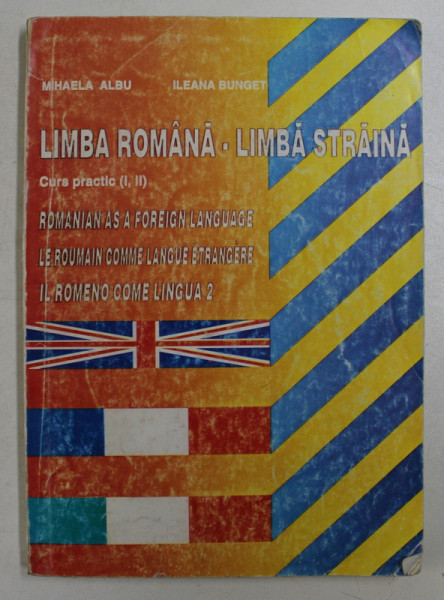 MIHAELA ALBU ILEANA BUNGET
LIMBA ROMÂNĂ - LIMBĂ STRĂINĂ
Curs practic (I, II)
ROMANIAN AS A FOREIGN LANGUAGE
LE ROUMAIN COMME LANGUE ÉTRANGÈRE
IL ROMENO COME LINGUA 2